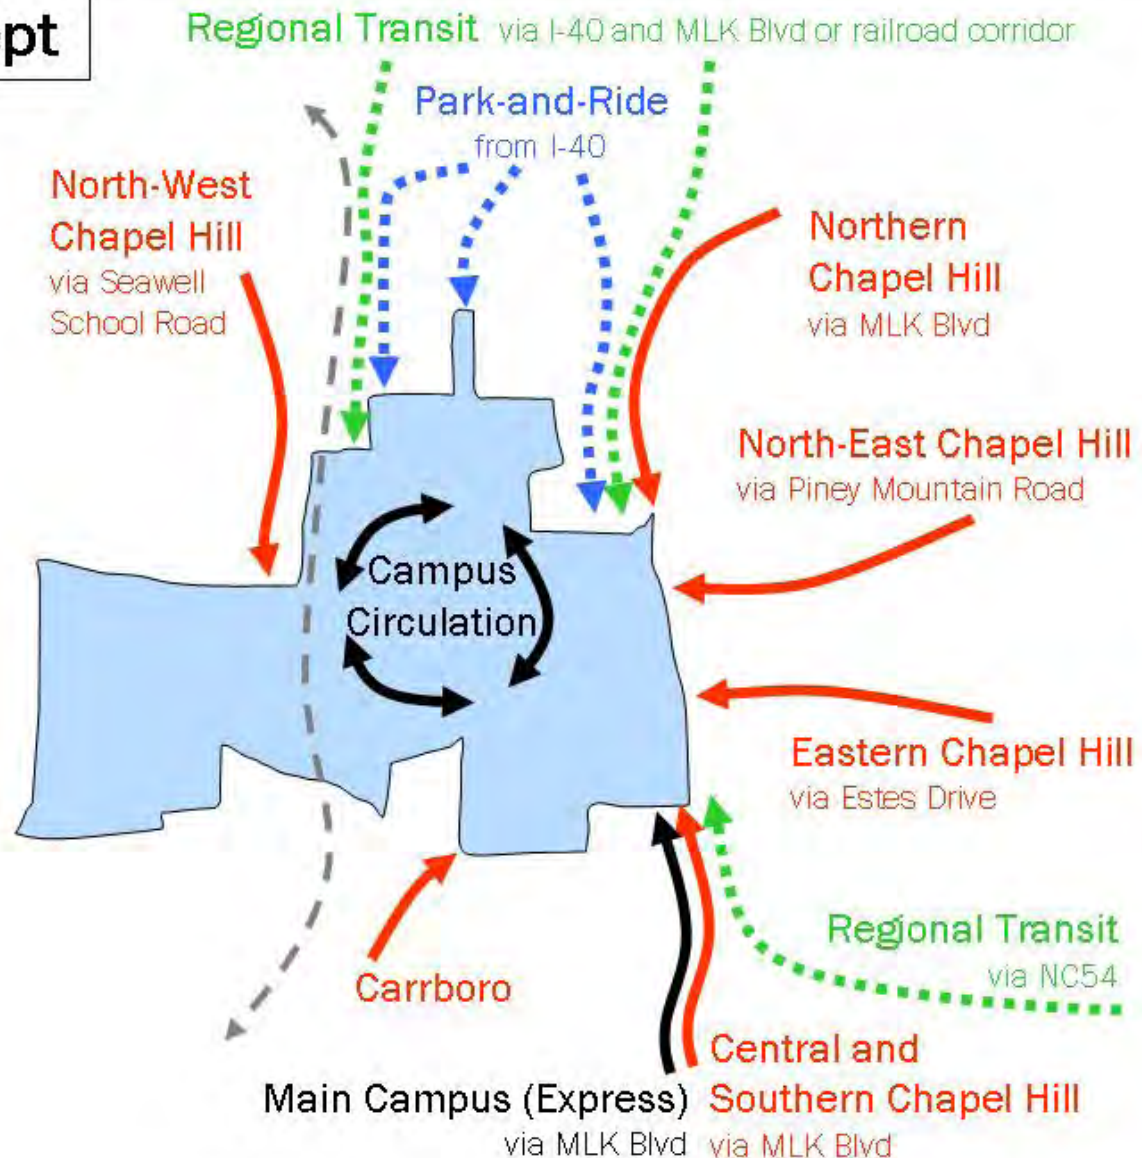 pt
Regional Transit via I-40 and MLK Blvd or railroad corridor
Park-and-Ride
from I-40
North-West
Chapel Hill
via Seawell
School Road
Northern
Chapel Hill
via MLK Blvd
North-East Chapel Hill
via Piney Mountain Road
Campus
Circulation
Eastern Chapel Hill
via Estes Drive
Regional Transit
via NC54
Carrboro
Central and
Southern Chapel Hill
via MLK Blvd
Main Campus (Express)
via MLK Blvd